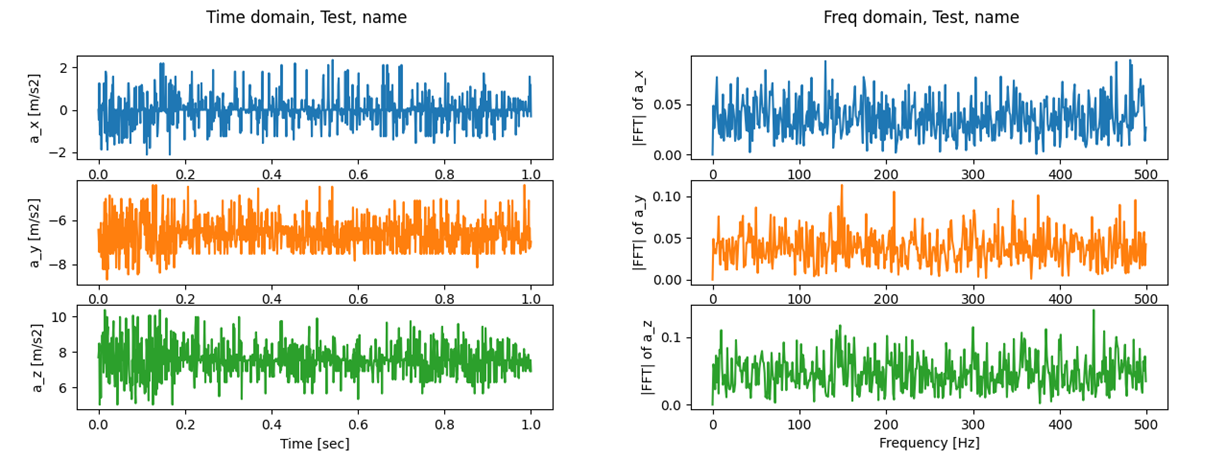 Time domain, Test, name
a_x [m/s2]
2
0
−2
0.0 0.2 0.4 0.6 0.8 1.0
a_y [m/s2]
−6
−8
0.0 0.2 0.4 0.6 0.8 1.0
a_z [m/s2]
10
8
6
0.0 0.2 0.4 0.6 0.8 1.0
Time [sec]
Freq domain, Test, name
|FFT| of a_x
0.05
0.00
0 100 200 300 400 500
|FFT| of a_y
0.10
0.05
0.00
0 100 200 300 400 500
|FFT| of a_z
0.1
0.0
0 100 200 300 400 500
Frequency [Hz]